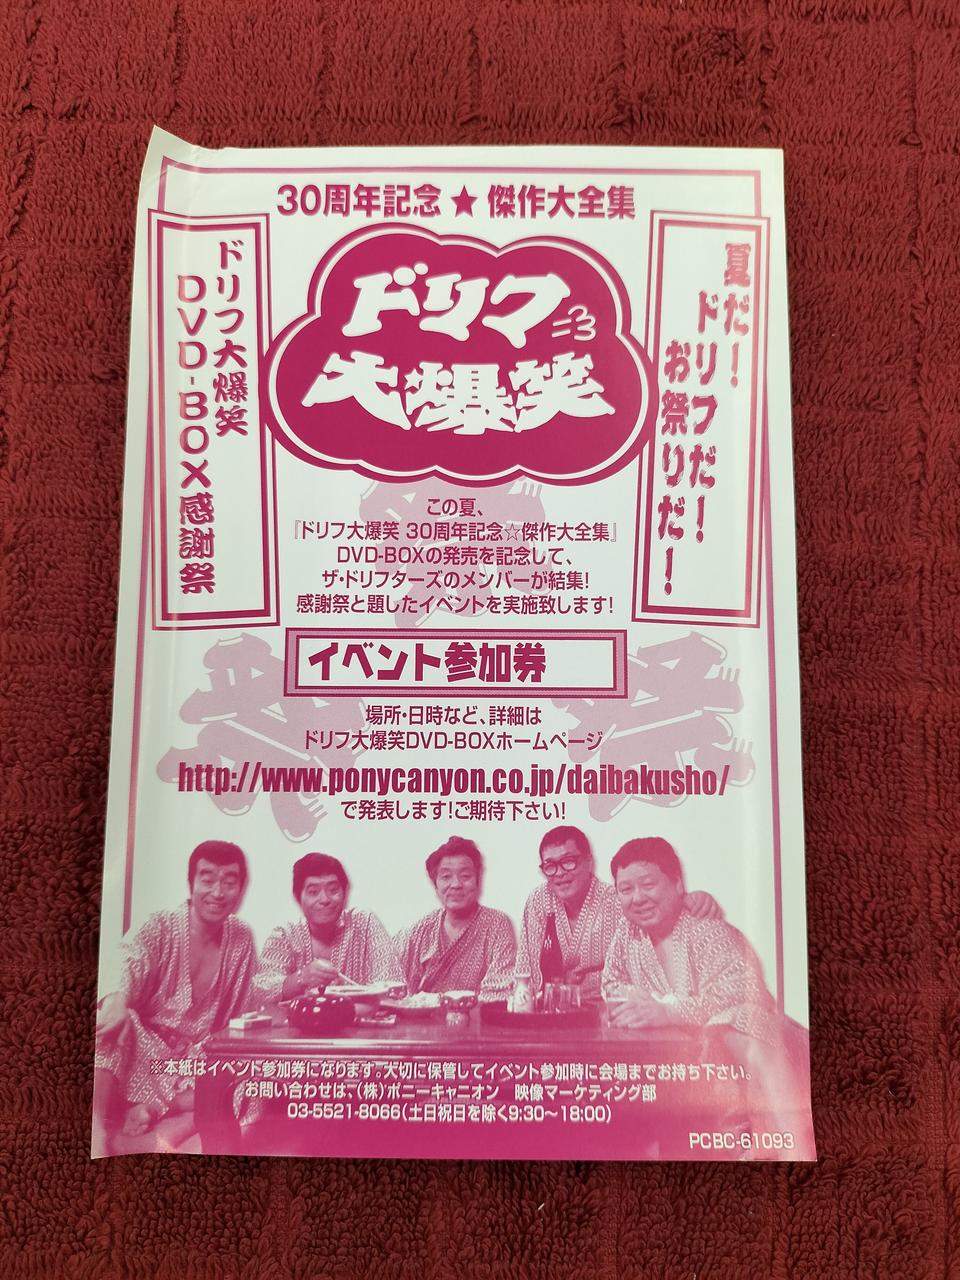 30周年記念★傑作大全集
ドリフ
大爆笑
夏だ！
ドリフだ！
お祭りだ！
ドリフ大爆笑
DVD-BOX感謝祭
この夏、
『ドリフ大爆笑 30周年記念☆傑作大全集』
DVD-BOXの発売を記念して、
ザ・ドリフターズのメンバーが結集！
感謝祭と題したイベントを実施致します！
イベント参加券
場所・日時など、詳細は
ドリフ大爆笑DVD-BOXホームページ
http://www.ponycanyon.co.jp/daibakusho/
で発表します！ご期待下さい！
祭
祭
祭
※本紙はイベント参加券になります。大切に保管してイベント参加時に会場までお持ち下さい。
お問い合わせは、（株）ポニーキャニオン　映像マーケティング部
03-5521-8066（土日祝日を除く9:30〜18:00）
PCBC-61093